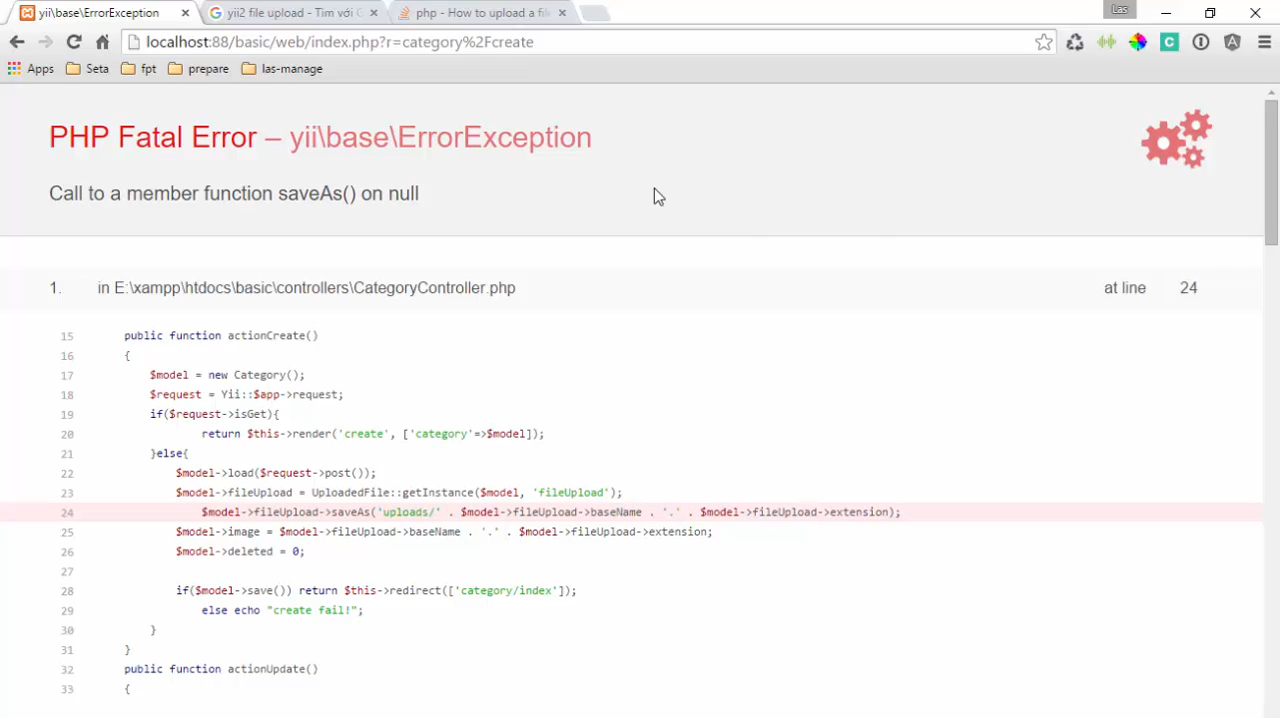 yii\base\ErrorException
yii2 file upload - Tìm với G
php - How to upload a fil
Las
localhost:88/basic/web/index.php?r=category%2Fcreate
Apps Seta fpt prepare las-manage
PHP Fatal Error – yii\base\ErrorException
Call to a member function saveAs() on null
1. in E:\xampp\htdocs\basic\controllers\CategoryController.php at line 24
15 public function actionCreate()
16 {
17 $model = new Category();
18 $request = Yii::$app->request;
19 if($request->isGet){
20 return $this->render('create', ['category'=>$model]);
21 }else{
22 $model->load($request->post());
23 $model->fileUpload = UploadedFile::getInstance($model, 'fileUpload');
24 $model->fileUpload->saveAs('uploads/' . $model->fileUpload->baseName . '.' . $model->fileUpload->extension);
25 $model->image = $model->fileUpload->baseName . '.' . $model->fileUpload->extension;
26 $model->deleted = 0;
27
28 if($model->save()) return $this->redirect(['category/index']);
29 else echo "create fail!";
30 }
31 }
32 public function actionUpdate()
33 {